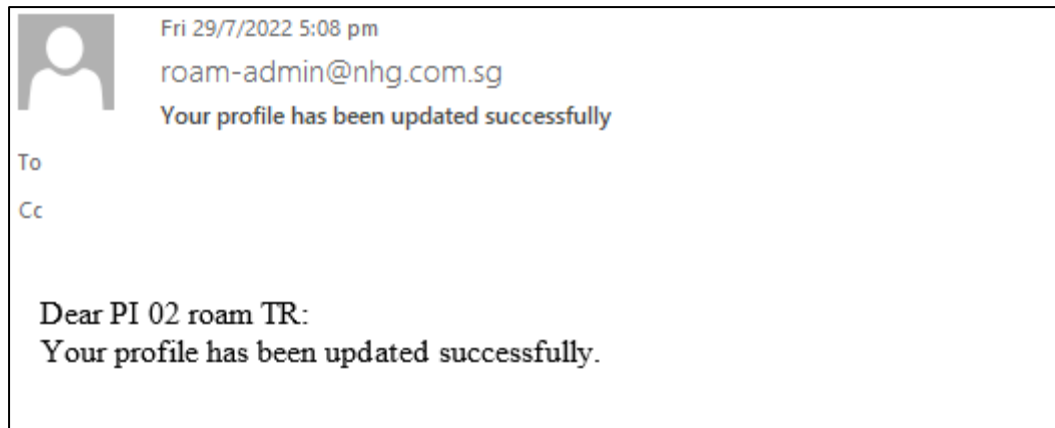 Fri 29/7/2022 5:08 pm
roam-admin@nhg.com.sg
Your profile has been updated successfully
To
Cc
Dear PI 02 roam TR:
Your profile has been updated successfully.